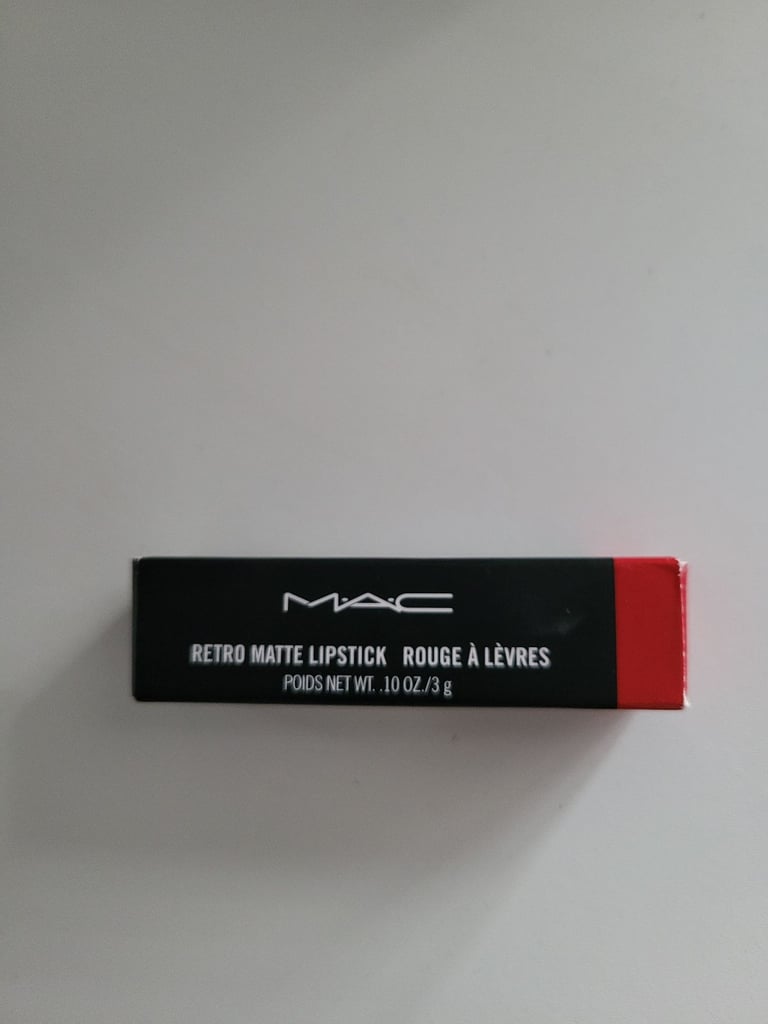 M·A·C
RETRO MATTE LIPSTICK ROUGE À LÈVRES
POIDS NET WT. .10 OZ./3 g